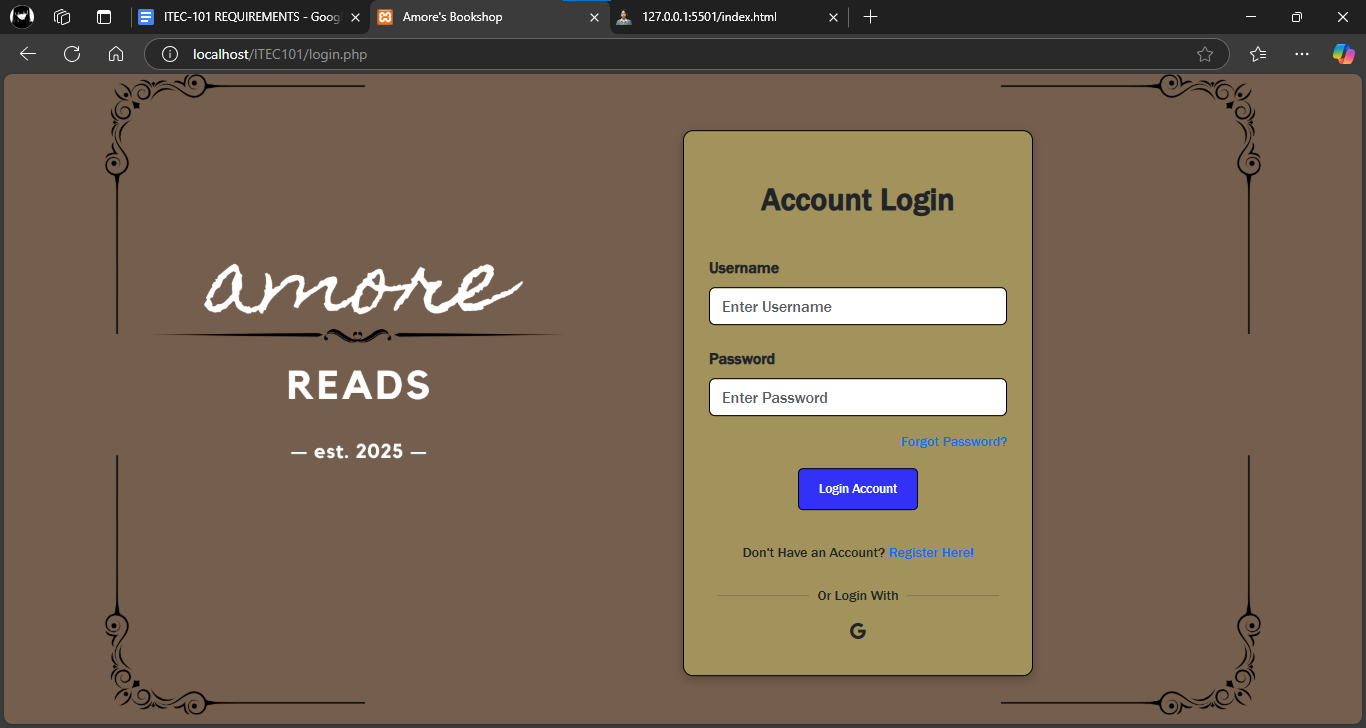 ITEC-101 REQUIREMENTS - Goog
Amore's Bookshop
127.0.0.1:5501/index.html
localhost/ITEC101/login.php
amore
READS
— est. 2025 —
Account Login
Username
Enter Username
Password
Enter Password
Forgot Password?
Login Account
Don't Have an Account? Register Here!
Or Login With
G